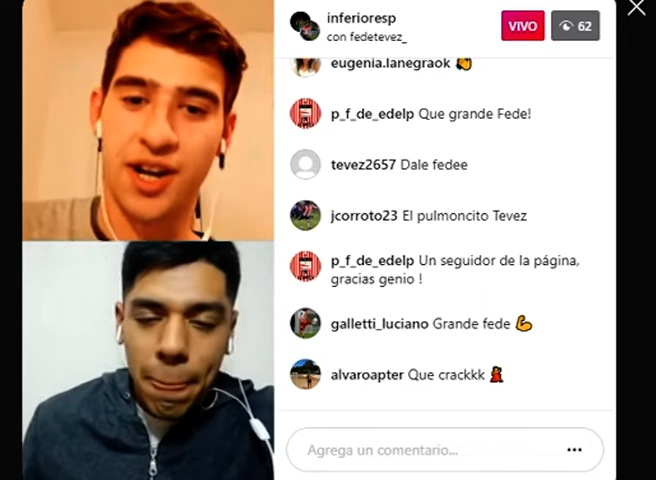 inferioresp
con fedetevez_
VIVO
62
eugenia.lanegraok
p_f_de_edelp Que grande Fede!
tevez2657 Dale fedee
jcorroto23 El pulmoncito Tevez
p_f_de_edelp Un seguidor de la página,
gracias genio !
galletti_luciano Grande fede
alvaroapter Que crackkk
Agrega un comentario...